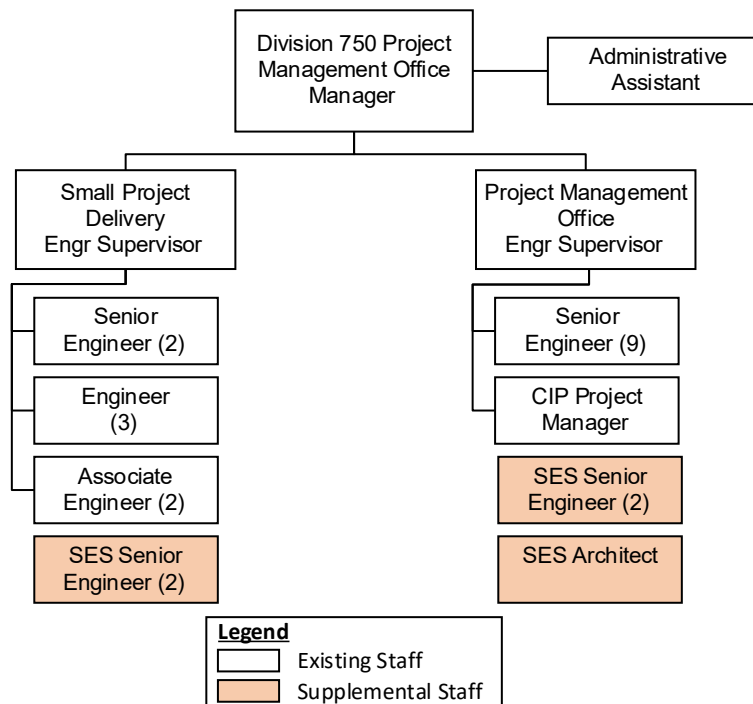 Division 750 Project
Management Office
Manager
Administrative
Assistant
Small Project
Delivery
Engr Supervisor
Project Management
Office
Engr Supervisor
Senior
Engineer (2)
Engineer
(3)
Associate
Engineer (2)
SES Senior
Engineer (2)
Senior
Engineer (9)
CIP Project
Manager
SES Senior
Engineer (2)
SES Architect
Legend
Existing Staff
Supplemental Staff